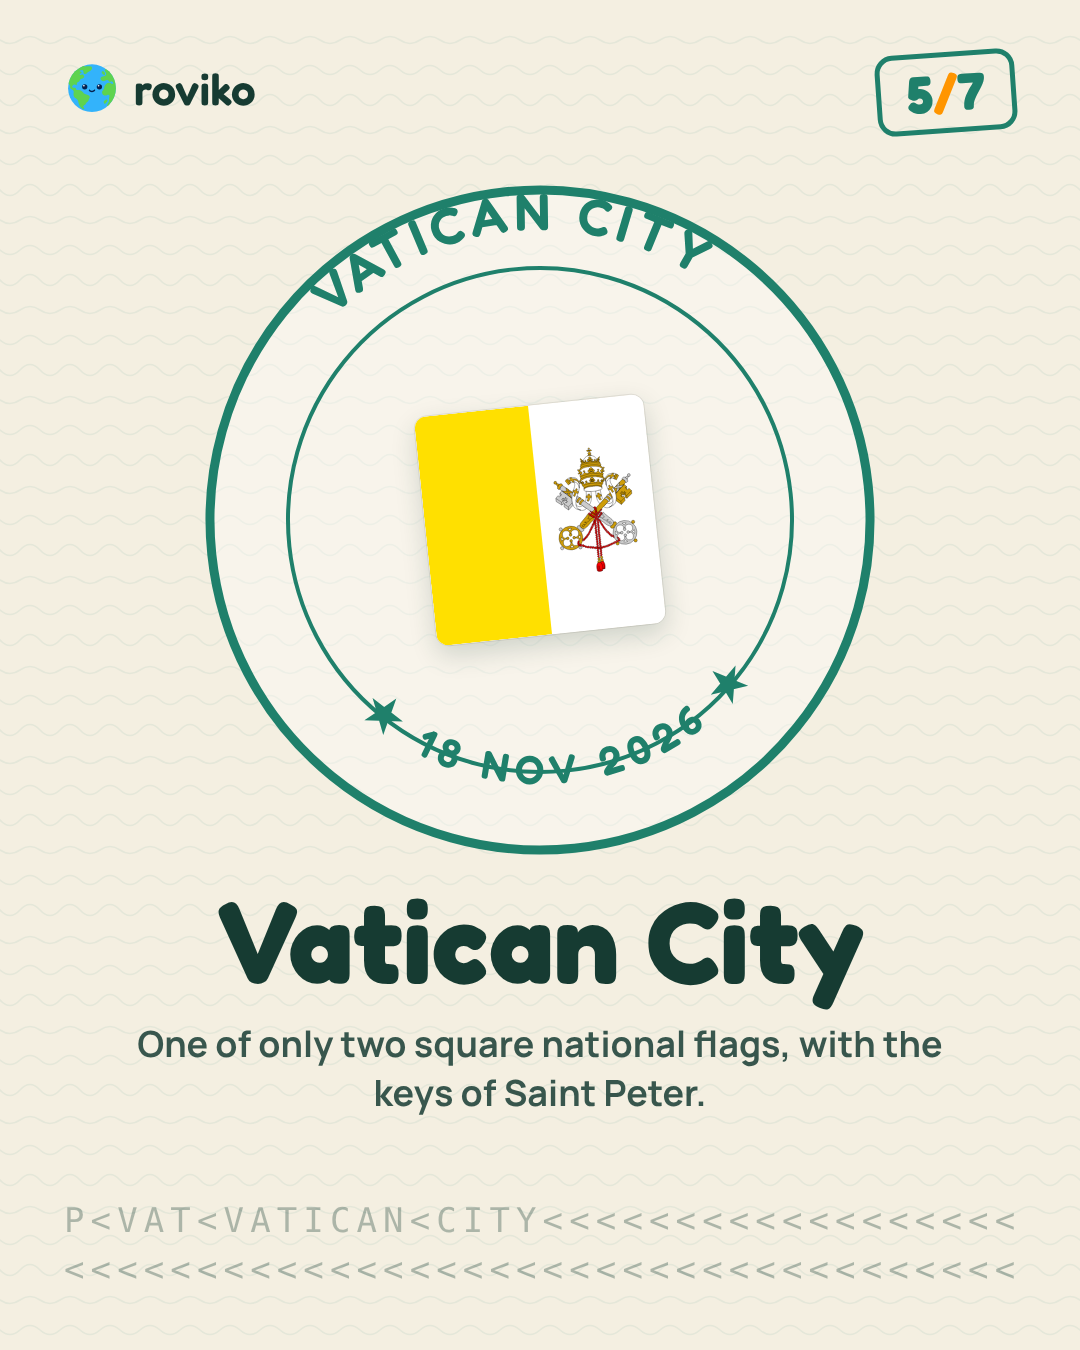 roviko
5/7
VATICAN CITY
★ 18 NOV 2026 ★
Vatican City
One of only two square national flags, with the
keys of Saint Peter.
P<VAT<VATICAN<CITY<<<<<<<<<<<<<<<<<<
<<<<<<<<<<<<<<<<<<<<<<<<<<<<<<<<<<<<